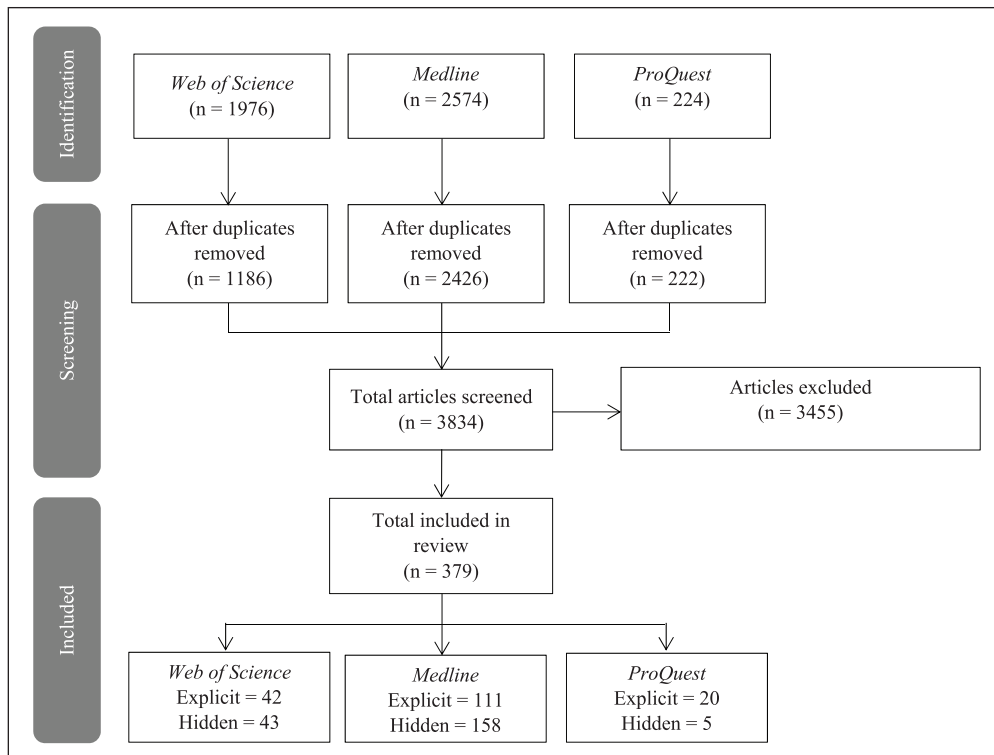 Identification
Web of Science
(n = 1976)
Medline
(n = 2574)
ProQuest
(n = 224)
Screening
After duplicates
removed
(n = 1186)
After duplicates
removed
(n = 2426)
After duplicates
removed
(n = 222)
Total articles screened
(n = 3834)
Articles excluded
(n = 3455)
Included
Total included in
review
(n = 379)
Web of Science
Explicit = 42
Hidden = 43
Medline
Explicit = 111
Hidden = 158
ProQuest
Explicit = 20
Hidden = 5